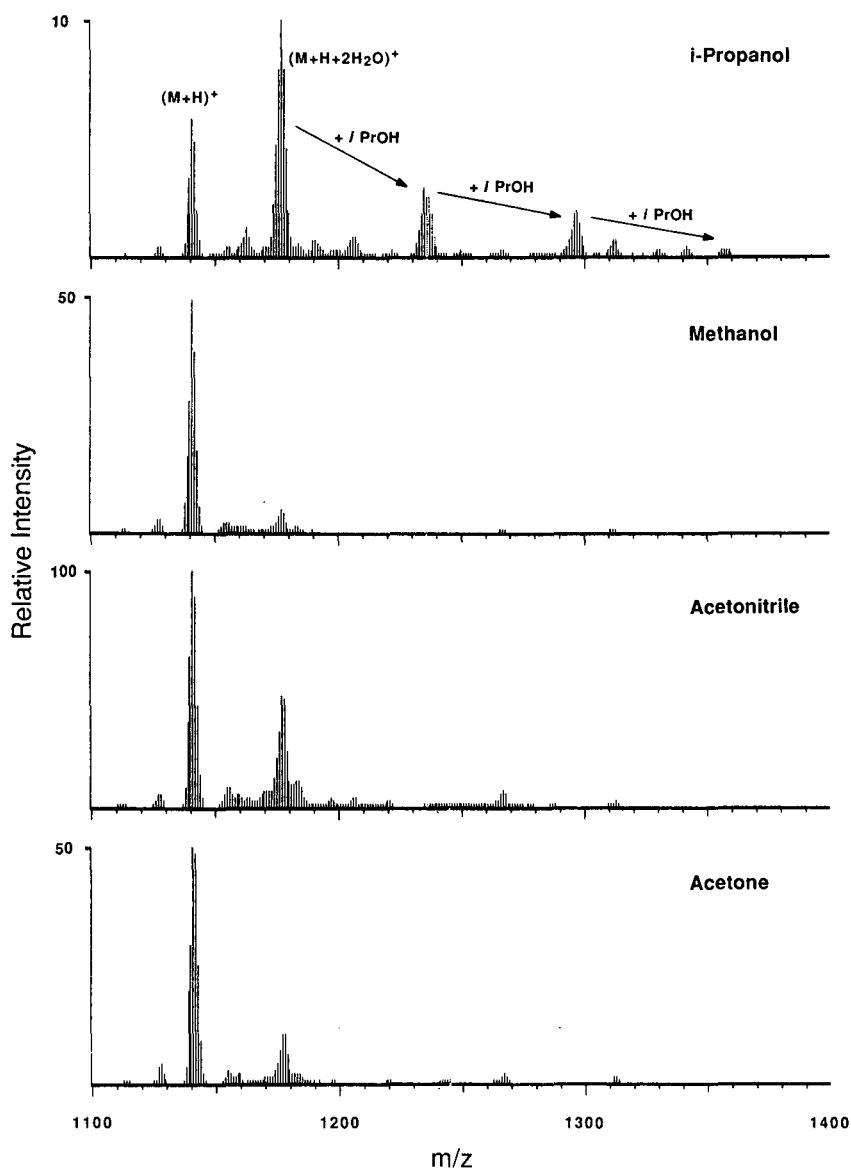 10
i-Propanol
(M+H+2H₂O)⁺
(M+H)⁺
+ i PrOH
+ i PrOH
+ i PrOH
50
Methanol
Relative Intensity
100
Acetonitrile
50
Acetone
1100 1200 1300 1400
m/z